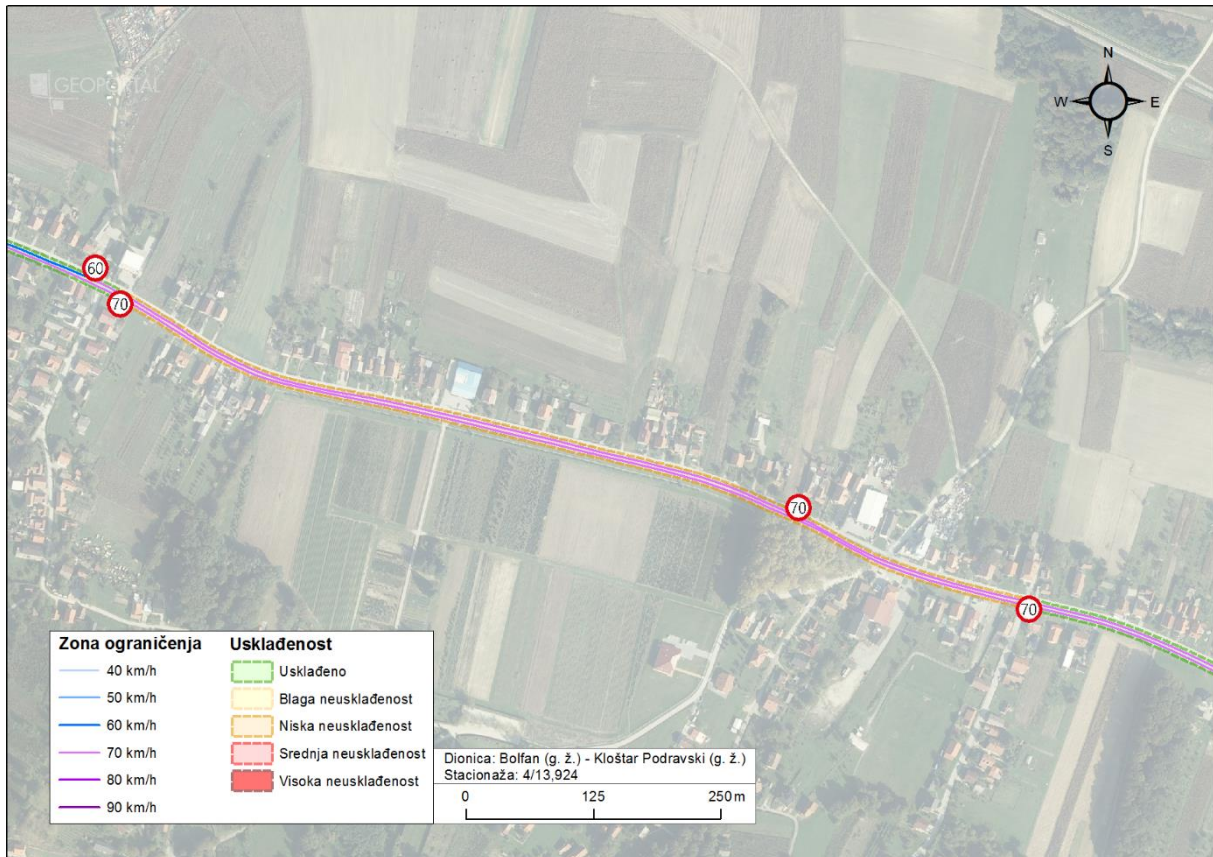 GEOPORTAL
N
W E
S
60
70
70
70
Zona ograničenja
40 km/h
50 km/h
60 km/h
70 km/h
80 km/h
90 km/h
Usklađenost
Usklađeno
Blaga neusklađenost
Niska neusklađenost
Srednja neusklađenost
Visoka neusklađenost
Dionica: Bolfan (g. ž.) - Kloštar Podravski (g. ž.)
Stacionaža: 4/13,924
0 125 250 m